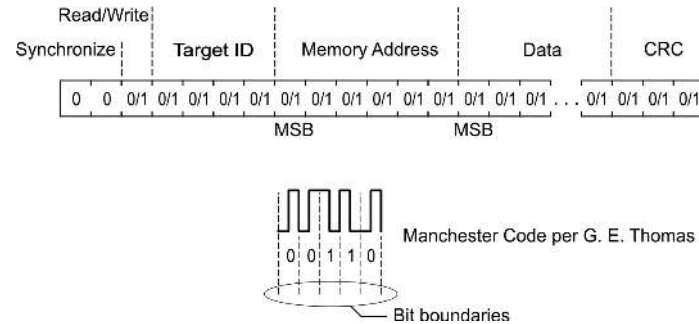 Read/Write
Synchronize Target ID Memory Address Data CRC
0 0 0/1 0/1 0/1 0/1 0/1 0/1 0/1 0/1 0/1 0/1 0/1 0/1 0/1 0/1 ... 0/1 0/1 0/1 0/1
MSB MSB
Manchester Code per G. E. Thomas
0 0 1 1 0
Bit boundaries